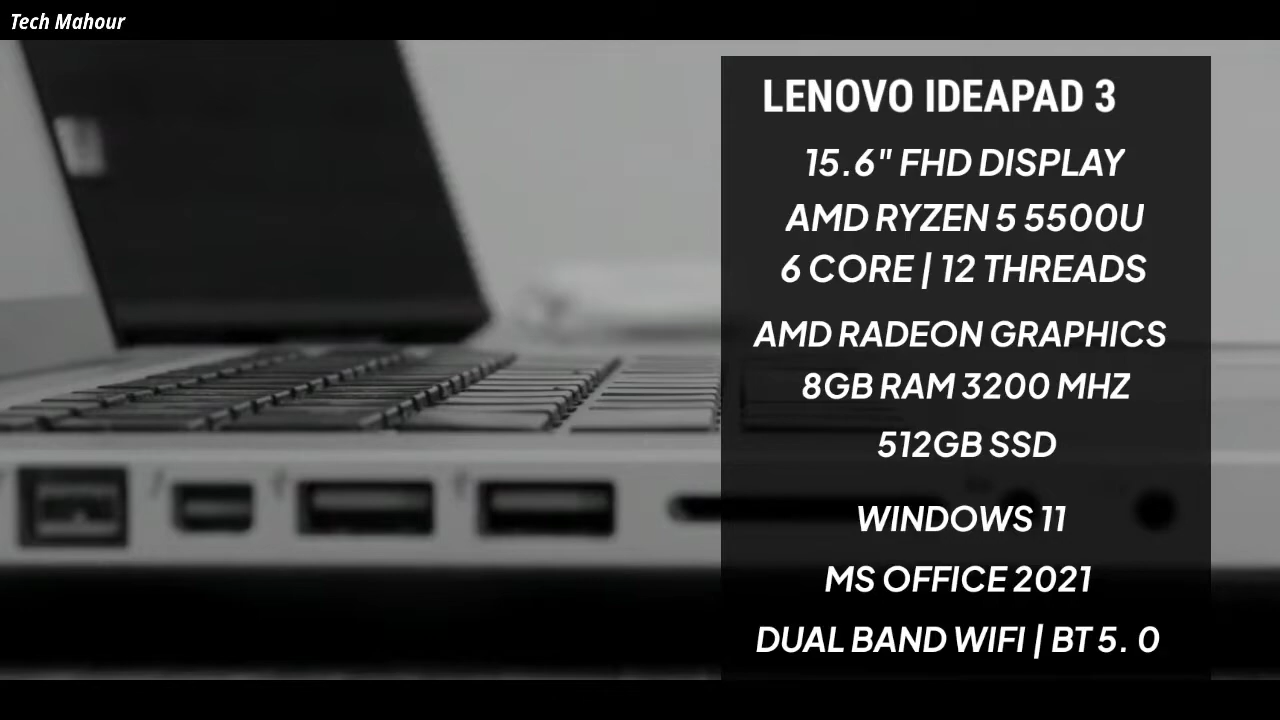 Tech Mahour
LENOVO IDEAPAD 3
15.6" FHD DISPLAY
AMD RYZEN 5 5500U
6 CORE | 12 THREADS
AMD RADEON GRAPHICS
8GB RAM 3200 MHZ
512GB SSD
WINDOWS 11
MS OFFICE 2021
DUAL BAND WIFI | BT 5. 0